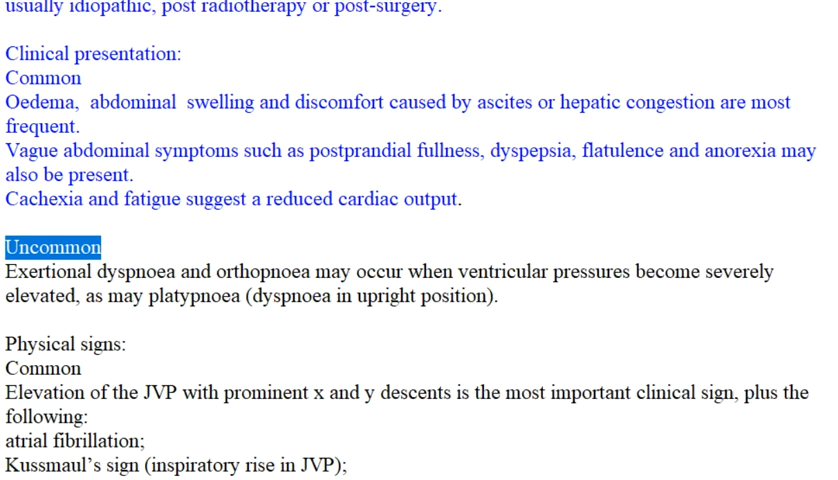 usually idiopathic, post radiotherapy or post-surgery.
Clinical presentation:
Common
Oedema,  abdominal  swelling and discomfort caused by ascites or hepatic congestion are most
frequent.
Vague abdominal symptoms such as postprandial fullness, dyspepsia, flatulence and anorexia may
also be present.
Cachexia and fatigue suggest a reduced cardiac output.
Uncommon
Exertional dyspnoea and orthopnoea may occur when ventricular pressures become severely
elevated, as may platypnoea (dyspnoea in upright position).
Physical signs:
Common
Elevation of the JVP with prominent x and y descents is the most important clinical sign, plus the
following:
atrial fibrillation;
Kussmaul’s sign (inspiratory rise in JVP);